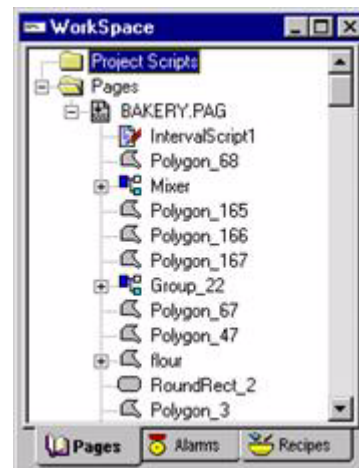 WorkSpace
Project Scripts
Pages
BAKERY.PAG
IntervalScript1
Polygon_68
Mixer
Polygon_165
Polygon_166
Polygon_167
Group_22
Polygon_67
Polygon_47
flour
RoundRect_2
Polygon_3
Pages Alarms Recipes